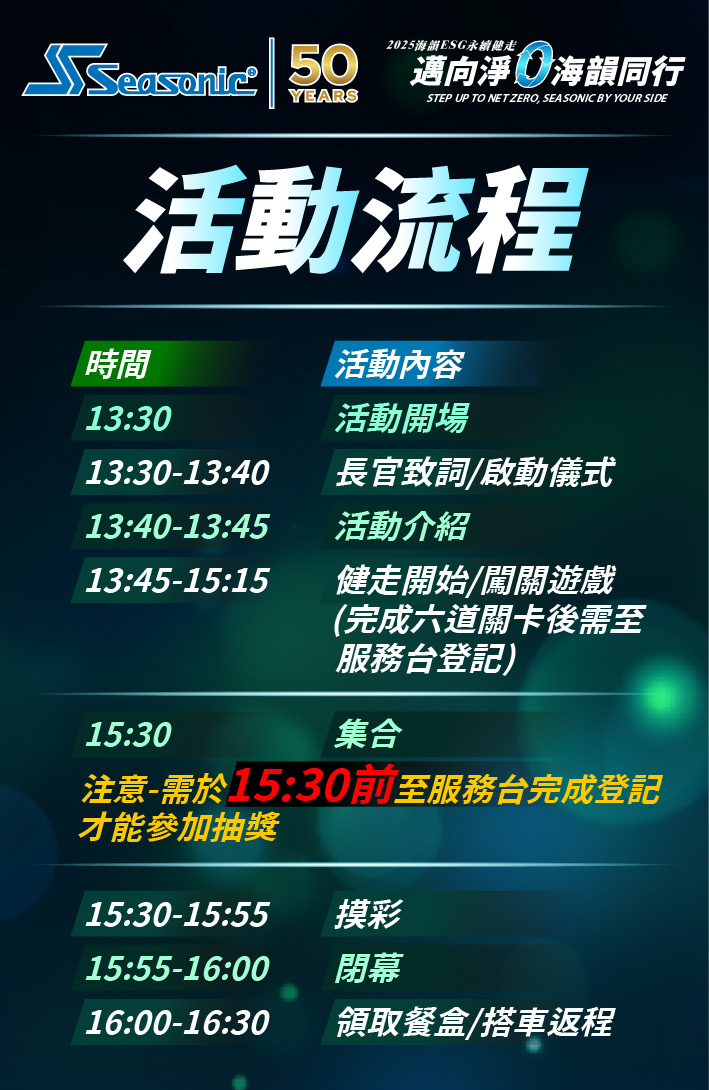 Seasonic®
50
YEARS
2025海韻ESG永續健走
邁向淨0海韻同行
STEP UP TO NET ZERO, SEASONIC BY YOUR SIDE
活動流程
時間 活動內容
13:30 活動開場
13:30-13:40 長官致詞/啟動儀式
13:40-13:45 活動介紹
13:45-15:15 健走開始/闖關遊戲
(完成六道關卡後需至
服務台登記)
15:30 集合
注意-需於15:30前至服務台完成登記
才能參加抽獎
15:30-15:55 摸彩
15:55-16:00 閉幕
16:00-16:30 領取餐盒/搭車返程